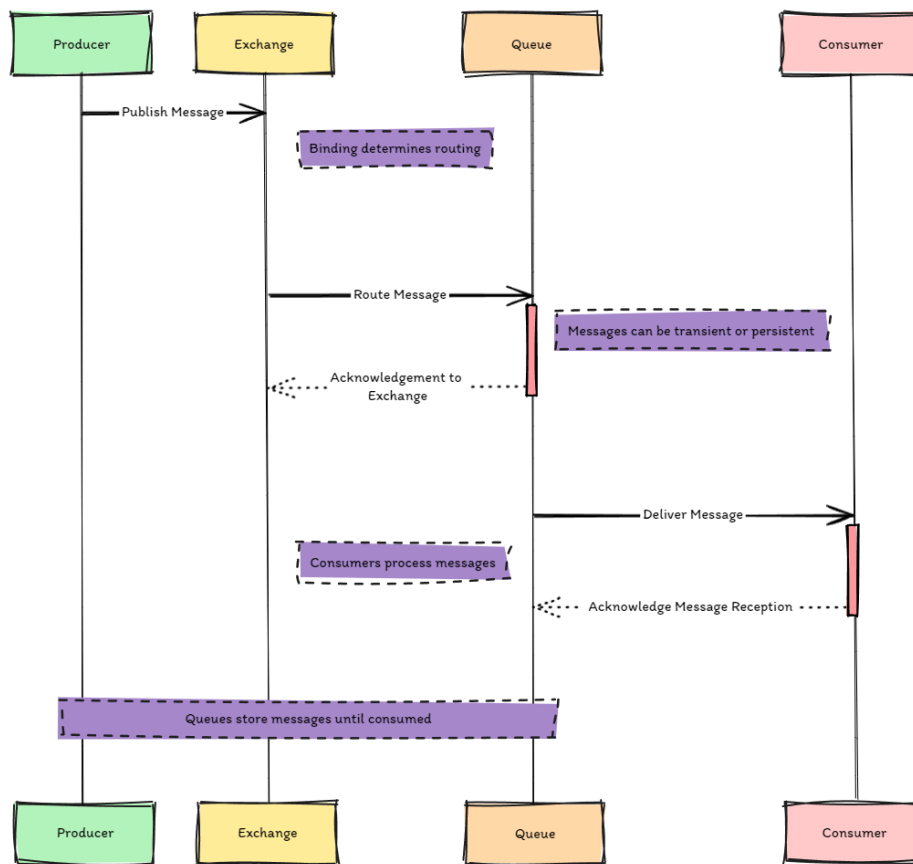 Producer
Exchange
Queue
Consumer
Publish Message
Binding determines routing
Route Message
Messages can be transient or persistent
Acknowledgement to
Exchange
Deliver Message
Consumers process messages
Acknowledge Message Reception
Queues store messages until consumed
Producer
Exchange
Queue
Consumer